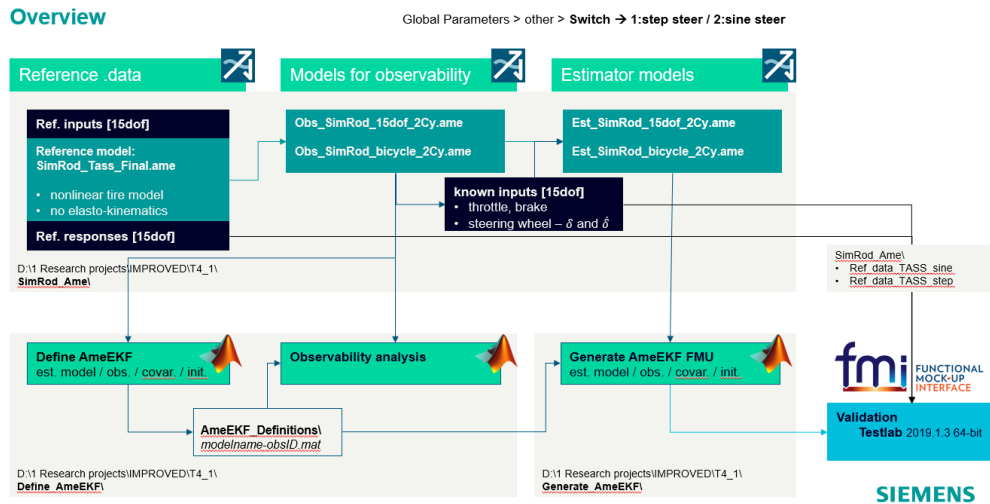 Overview
Global Parameters > other > Switch → 1:step steer / 2:sine steer
Reference .data
Models for observability
Estimator models
Ref. inputs [15dof]
Reference model:
SimRod_Tass_Final.ame
• nonlinear tire model
• no elasto-kinematics
Ref. responses [15dof]
Obs_SimRod_15dof_2Cy.ame
Obs_SimRod_bicycle_2Cy.ame
Est_SimRod_15dof_2Cy.ame
Est_SimRod_bicycle_2Cy.ame
known inputs [15dof]
• throttle, brake
• steering wheel – δ and δ̇
D:\1 Research projects\IMPROVED\T4_1\
SimRod_Ame\
SimRod_Ame\
• Ref_data_TASS_sine
• Ref_data_TASS_step
Define AmeEKF
est. model / obs. / covar. / init.
Observability analysis
Generate AmeEKF FMU
est. model / obs. / covar. / init.
fmi FUNCTIONAL
MOCK-UP
INTERFACE
AmeEKF_Definitions\
modelname-obsID.mat
Validation
Testlab 2019.1.3 64-bit
D:\1 Research projects\IMPROVED\T4_1\
Define_AmeEKF\
D:\1 Research projects\IMPROVED\T4_1\
Generate_AmeEKF\
SIEMENS